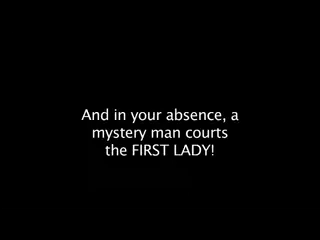 And in your absence, a
mystery man courts
the FIRST LADY!